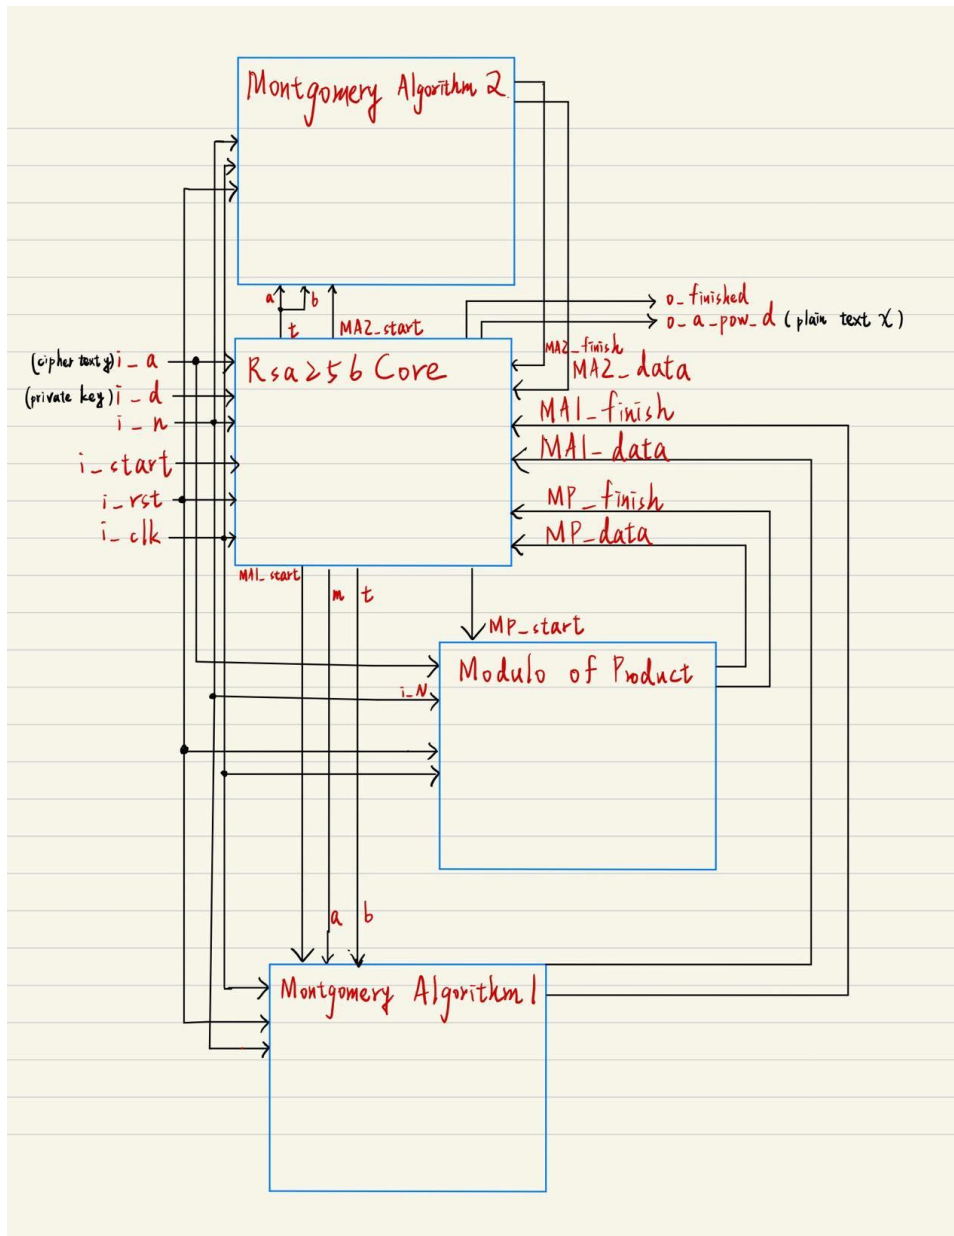 Montgomery Algorithm 2
a
b
t
MA2_start
o_finished
o_a_pow_d (plain text x)
(cipher text y) i_a
(private key) i_d
i_n
i_start
i_rst
i_clk
Rsa256 Core
MA2_finish
MA2_data
MA1_finish
MA1_data
MP_finish
MP_data
MA1_start
m
t
MP_start
Modulo of Product
i_N
a
b
Montgomery Algorithm 1